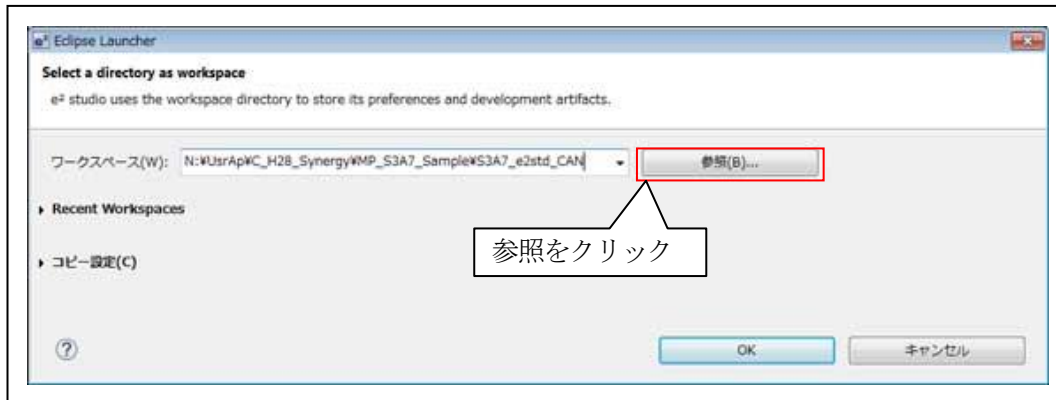 e² Eclipse Launcher
Select a directory as workspace
e² studio uses the workspace directory to store its preferences and development artifacts.
ワークスペース(W): N:¥UsrAp¥C_H28_Synergy¥MP_S3A7_Sample¥S3A7_e2std_CAN 参照(B)...
Recent Workspaces
参照をクリック
コピー設定(C)
? OK キャンセル